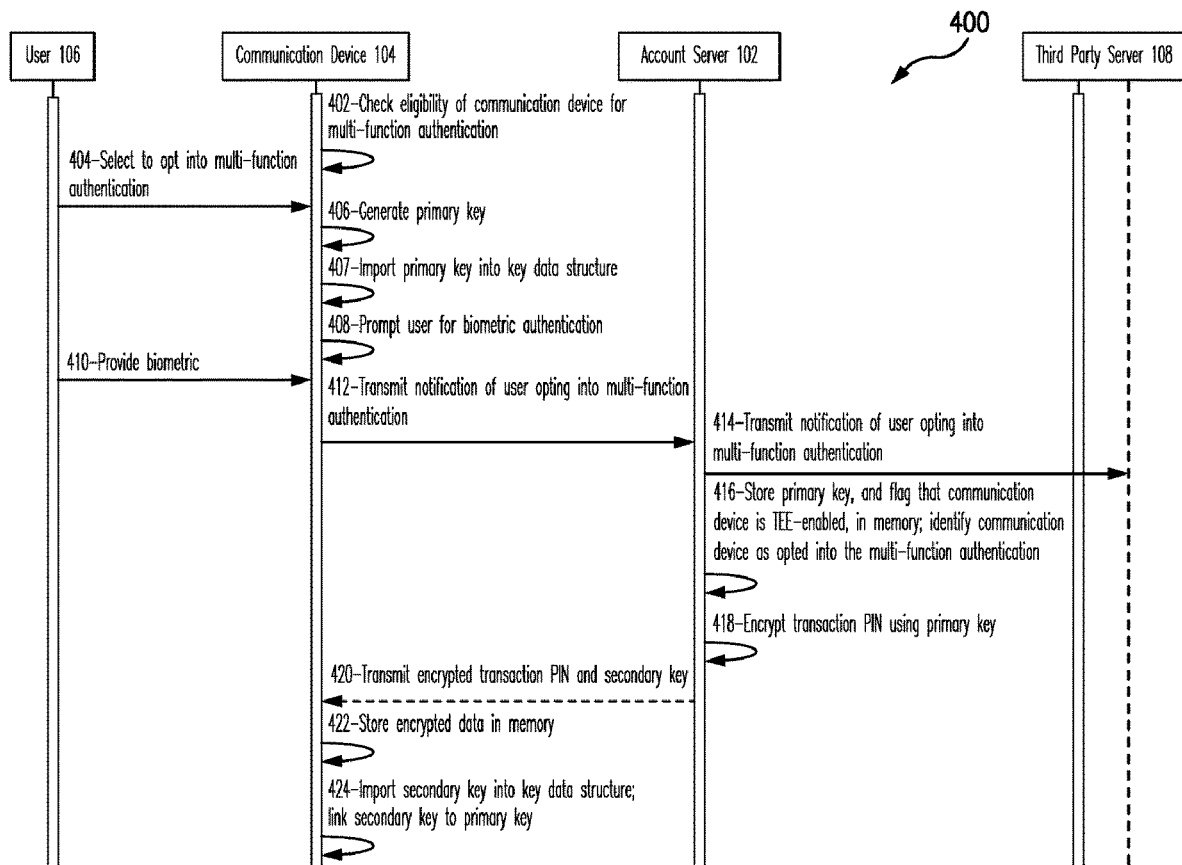 400
User 106
Communication Device 104
Account Server 102
Third Party Server 108
402–Check eligibility of communication device for
multi–function authentication
404–Select to opt into multi–function
authentication
406–Generate primary key
407–Import primary key into key data structure
408–Prompt user for biometric authentication
410–Provide biometric
412–Transmit notification of user opting into multi–function
authentication
414–Transmit notification of user opting into
multi–function authentication
416–Store primary key, and flag that communication
device is TEE–enabled, in memory; identify communication
device as opted into the multi–function authentication
418–Encrypt transaction PIN using primary key
420–Transmit encrypted transaction PIN and secondary key
422–Store encrypted data in memory
424–Import secondary key into key data structure;
link secondary key to primary key